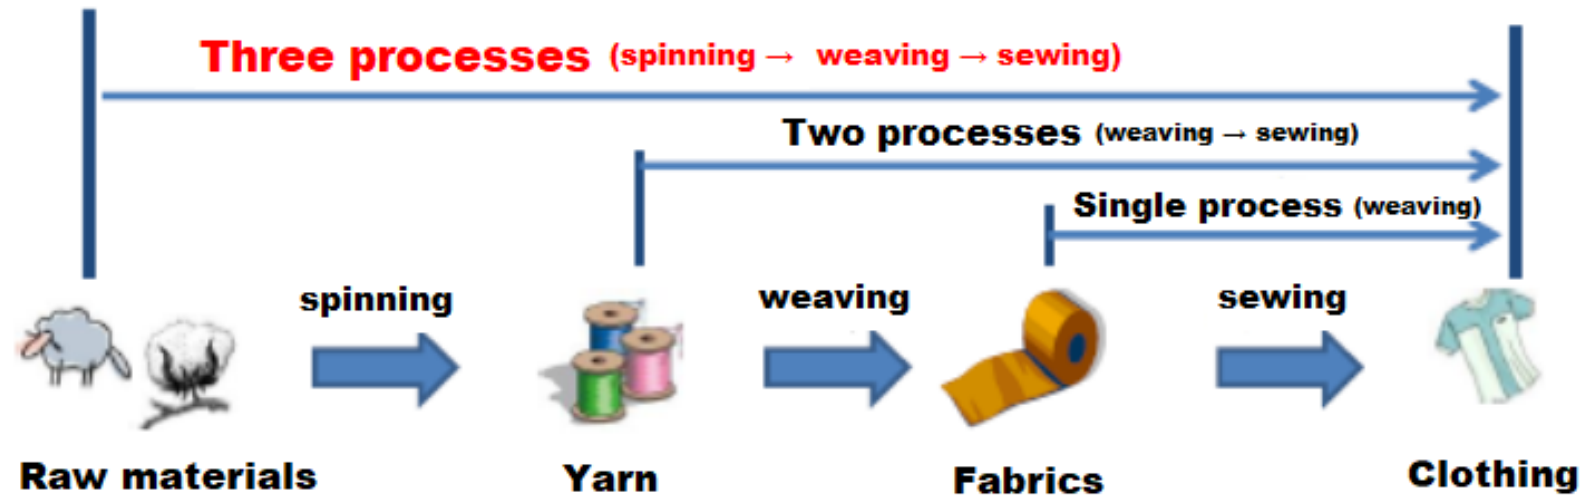 Three processes (spinning → weaving → sewing)
Two processes (weaving → sewing)
Single process (weaving)
spinning
weaving
sewing
Raw materials
Yarn
Fabrics
Clothing